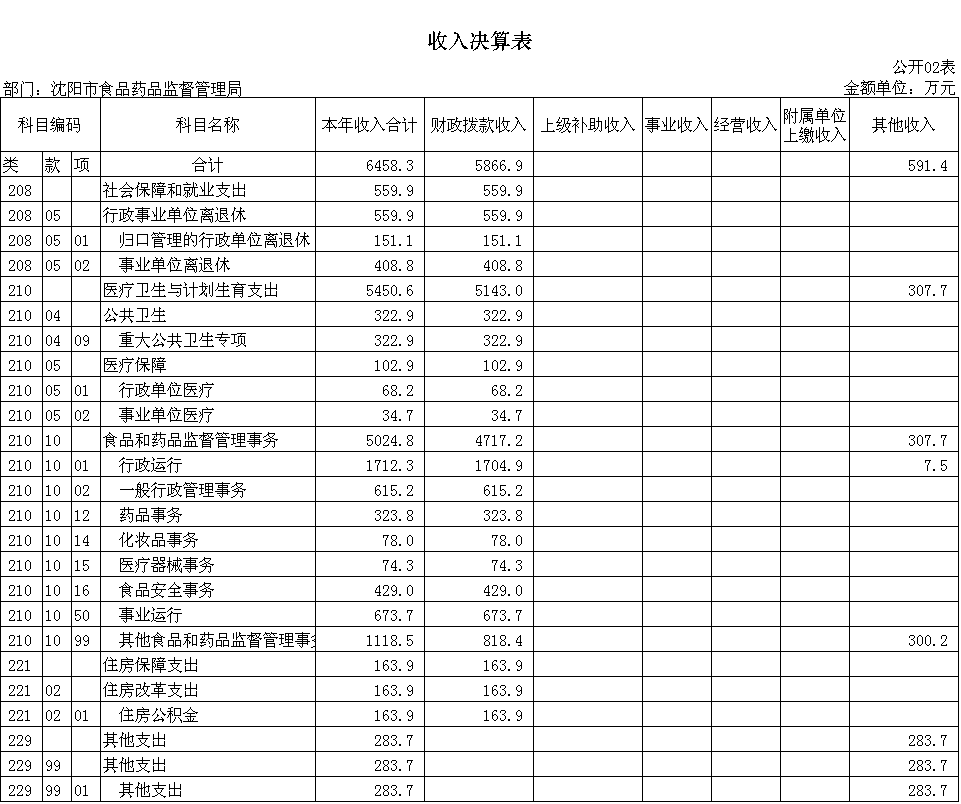 收入决算表
公开02表
部门：沈阳市食品药品监督管理局 金额单位：万元
科目编码 科目名称 本年收入合计 财政拨款收入 上级补助收入 事业收入 经营收入 附属单位上缴收入 其他收入
类 款 项 合计 6458.3 5866.9 591.4
208 社会保障和就业支出 559.9 559.9
208 05 行政事业单位离退休 559.9 559.9
208 05 01 归口管理的行政单位离退休 151.1 151.1
208 05 02 事业单位离退休 408.8 408.8
210 医疗卫生与计划生育支出 5450.6 5143.0 307.7
210 04 公共卫生 322.9 322.9
210 04 09 重大公共卫生专项 322.9 322.9
210 05 医疗保障 102.9 102.9
210 05 01 行政单位医疗 68.2 68.2
210 05 02 事业单位医疗 34.7 34.7
210 10 食品和药品监督管理事务 5024.8 4717.2 307.7
210 10 01 行政运行 1712.3 1704.9 7.5
210 10 02 一般行政管理事务 615.2 615.2
210 10 12 药品事务 323.8 323.8
210 10 14 化妆品事务 78.0 78.0
210 10 15 医疗器械事务 74.3 74.3
210 10 16 食品安全事务 429.0 429.0
210 10 50 事业运行 673.7 673.7
210 10 99 其他食品和药品监督管理事 1118.5 818.4 300.2
221 住房保障支出 163.9 163.9
221 02 住房改革支出 163.9 163.9
221 02 01 住房公积金 163.9 163.9
229 其他支出 283.7 283.7
229 99 其他支出 283.7 283.7
229 99 01 其他支出 283.7 283.7